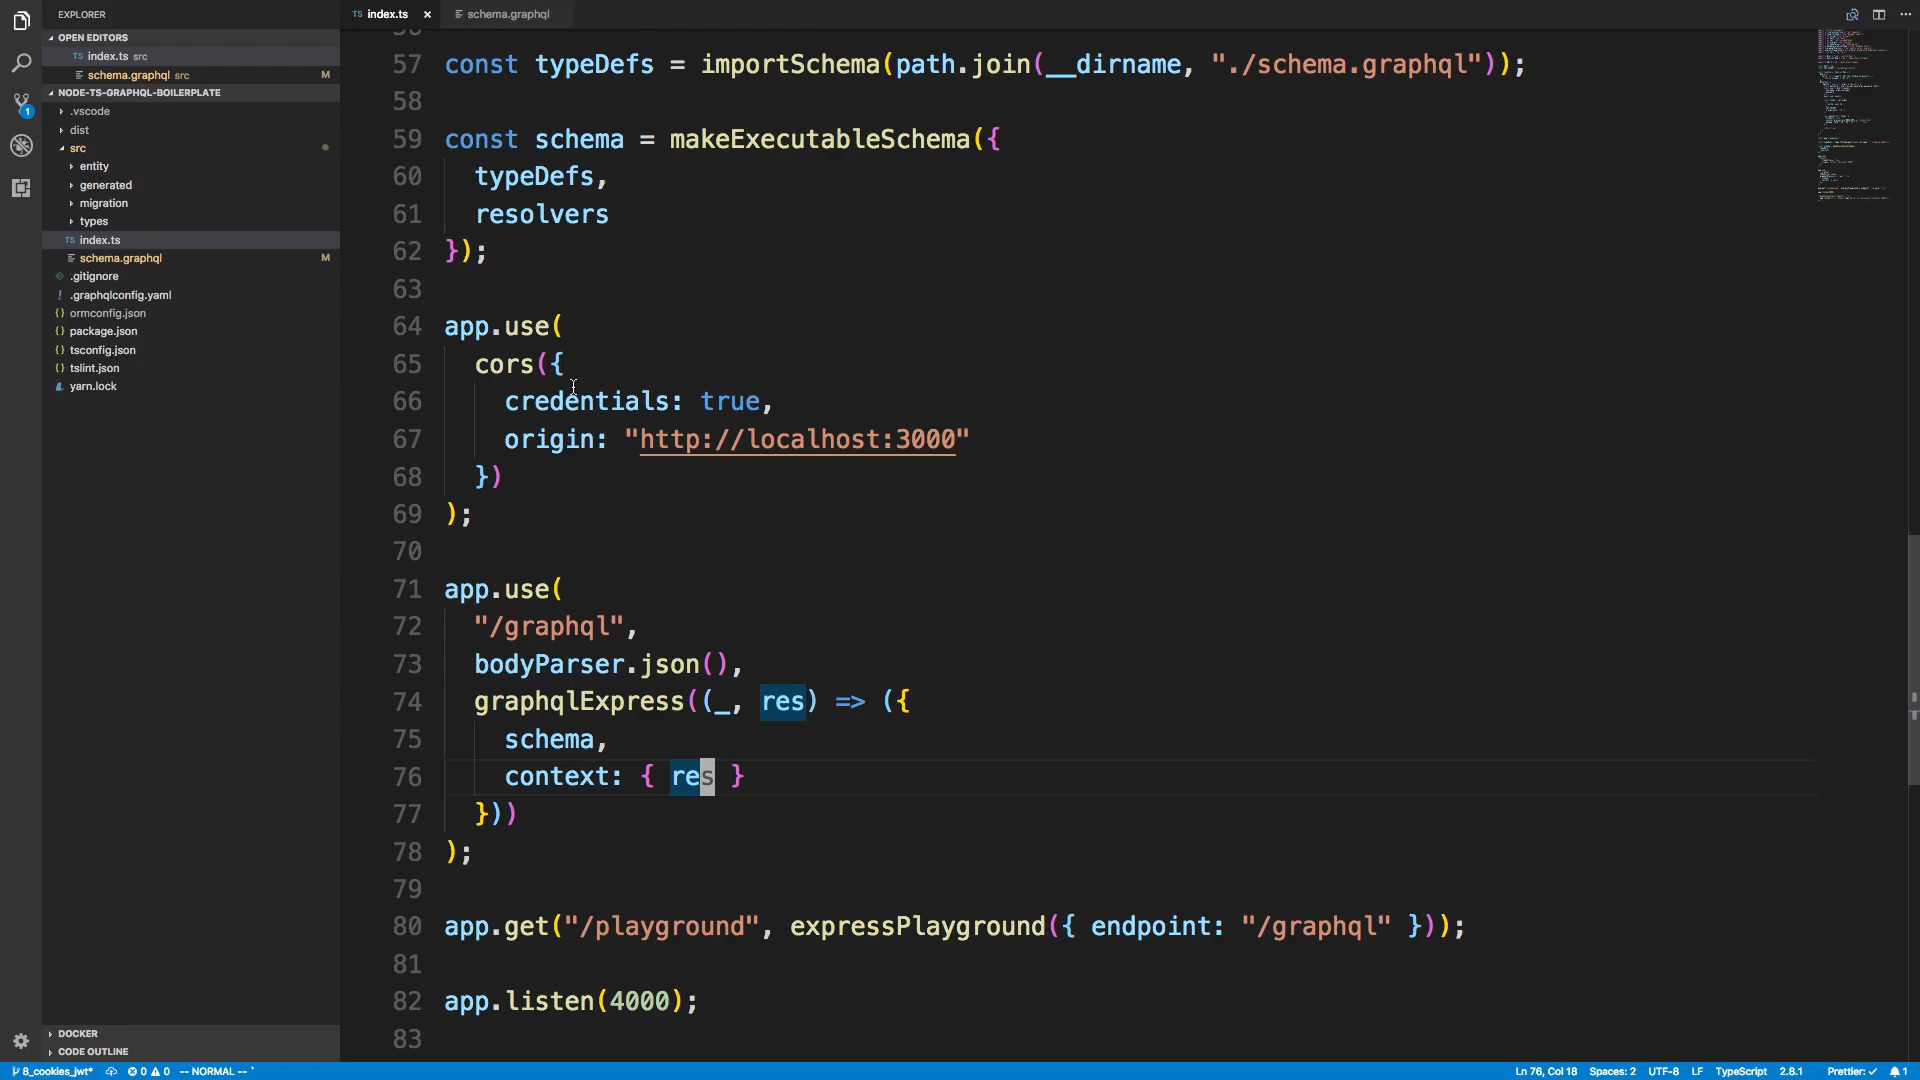 EXPLORER
OPEN EDITORS
TS index.ts src
schema.graphql src M
NODE-TS-GRAPHQL-BOILERPLATE
.vscode
dist
src
entity
generated
migration
types
TS index.ts
schema.graphql M
.gitignore
! .graphqlconfig.yaml
{} ormconfig.json
{} package.json
{} tsconfig.json
{} tslint.json
yarn.lock
DOCKER
CODE OUTLINE
1
TS index.ts ×
schema.graphql
57 const typeDefs = importSchema(path.join(__dirname, "./schema.graphql"));
58
59 const schema = makeExecutableSchema({
60 typeDefs,
61 resolvers
62 });
63
64 app.use(
65 cors({
66 credentials: true,
67 origin: "http://localhost:3000"
68 })
69 );
70
71 app.use(
72 "/graphql",
73 bodyParser.json(),
74 graphqlExpress((_, res) => ({
75 schema,
76 context: { res }
77 }))
78 );
79
80 app.get("/playground", expressPlayground({ endpoint: "/graphql" }));
81
82 app.listen(4000);
83
8_cookies_jwt* 0 0 -- NORMAL -- ` Ln 76, Col 18 Spaces: 2 UTF-8 LF TypeScript 2.8.1 Prettier: ✓ 1